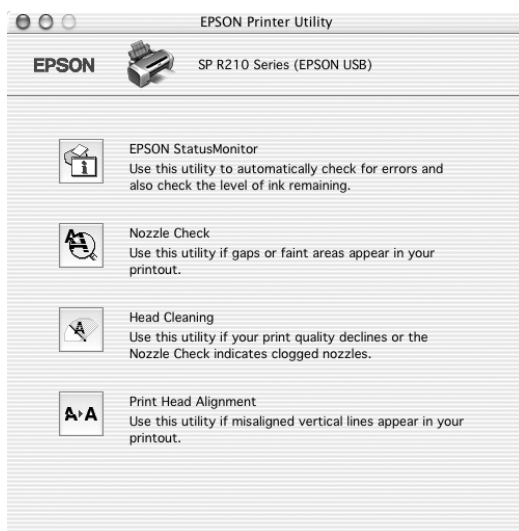 EPSON Printer Utility
EPSON
SP R210 Series (EPSON USB)
EPSON StatusMonitor
Use this utility to automatically check for errors and
also check the level of ink remaining.
Nozzle Check
Use this utility if gaps or faint areas appear in your
printout.
Head Cleaning
Use this utility if your print quality declines or the
Nozzle Check indicates clogged nozzles.
Print Head Alignment
Use this utility if misaligned vertical lines appear in your
printout.